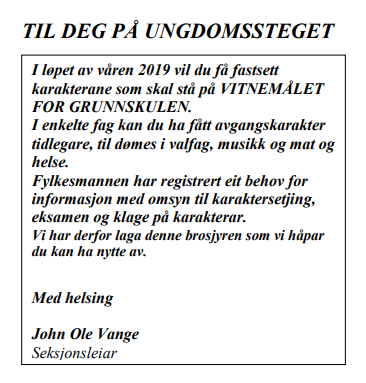 TIL DEG PÅ UNGDOMSSTEGET
I løpet av våren 2019 vil du få fastsett
karakterane som skal stå på VITNEMÅLET
FOR GRUNNSKULEN.
I enkelte fag kan du ha fått avgangskarakter
tidlegare, til dømes i valfag, musikk og mat og
helse.
Fylkesmannen har registrert eit behov for
informasjon med omsyn til karaktersetjing,
eksamen og klage på karakterar.
Vi har derfor laga denne brosjyren som vi håpar
du kan ha nytte av.
Med helsing
John Ole Vange
Seksjonsleiar